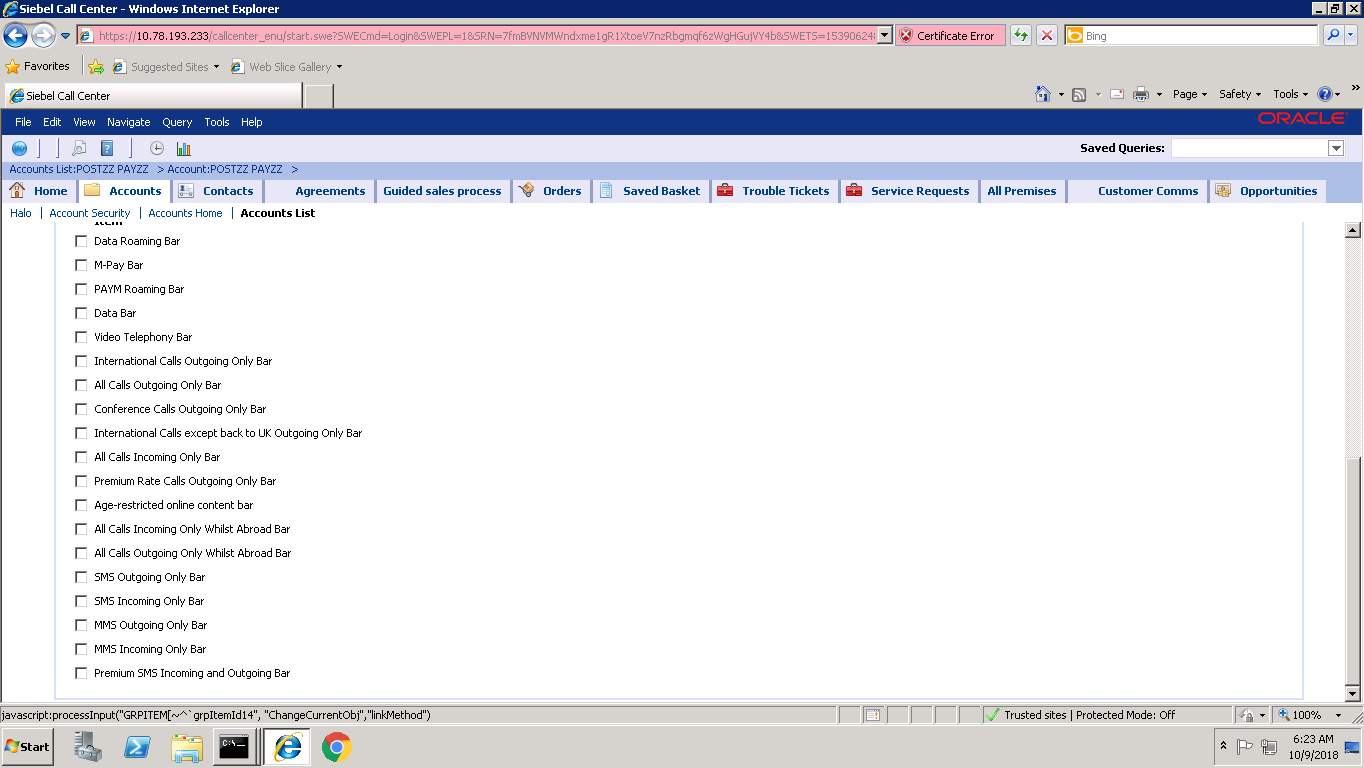 Siebel Call Center - Windows Internet Explorer
https://10.78.193.233/callcenter_enu/start.swe?SWECmd=Login&SWEPL=1&SRN=7fmBVNVMWndxme1gR1XtoeV7nzRbgmqf6zWgHGujVY4b&SWETS=1539062
Certificate Error
Bing
Favorites
Suggested Sites
Web Slice Gallery
Siebel Call Center
Page
Safety
Tools
File Edit View Navigate Query Tools Help
ORACLE
Saved Queries:
Accounts List:POSTZZ PAYZZ > Account:POSTZZ PAYZZ >
Home Accounts Contacts Agreements Guided sales process Orders Saved Basket Trouble Tickets Service Requests All Premises Customer Comms Opportunities
Halo | Account Security | Accounts Home | Accounts List
Item
Data Roaming Bar
M-Pay Bar
PAYM Roaming Bar
Data Bar
Video Telephony Bar
International Calls Outgoing Only Bar
All Calls Outgoing Only Bar
Conference Calls Outgoing Only Bar
International Calls except back to UK Outgoing Only Bar
All Calls Incoming Only Bar
Premium Rate Calls Outgoing Only Bar
Age-restricted online content bar
All Calls Incoming Only Whilst Abroad Bar
All Calls Outgoing Only Whilst Abroad Bar
SMS Outgoing Only Bar
SMS Incoming Only Bar
MMS Outgoing Only Bar
MMS Incoming Only Bar
Premium SMS Incoming and Outgoing Bar
javascript:processInput("GRPITEM[~^`grpItemId14", "ChangeCurrentObj","linkMethod")
Trusted sites | Protected Mode: Off
100%
Start
C:\.
6:23 AM
10/9/2018